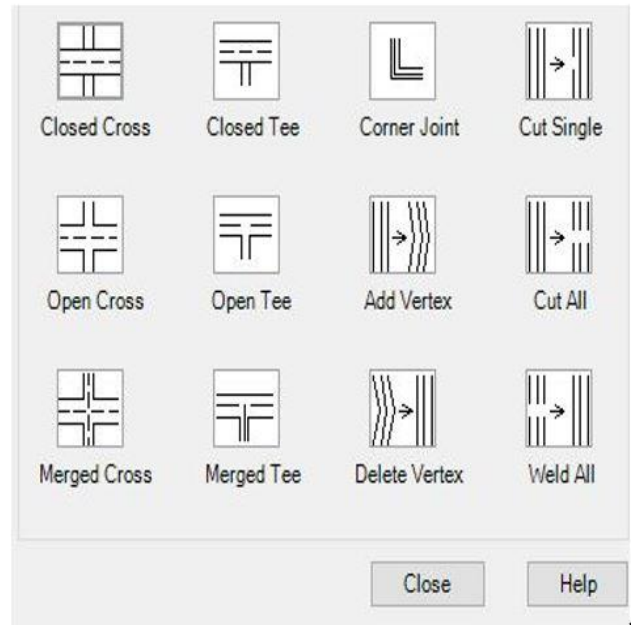 Closed Cross Closed Tee Corner Joint Cut Single
Open Cross Open Tee Add Vertex Cut All
Merged Cross Merged Tee Delete Vertex Weld All
Close Help